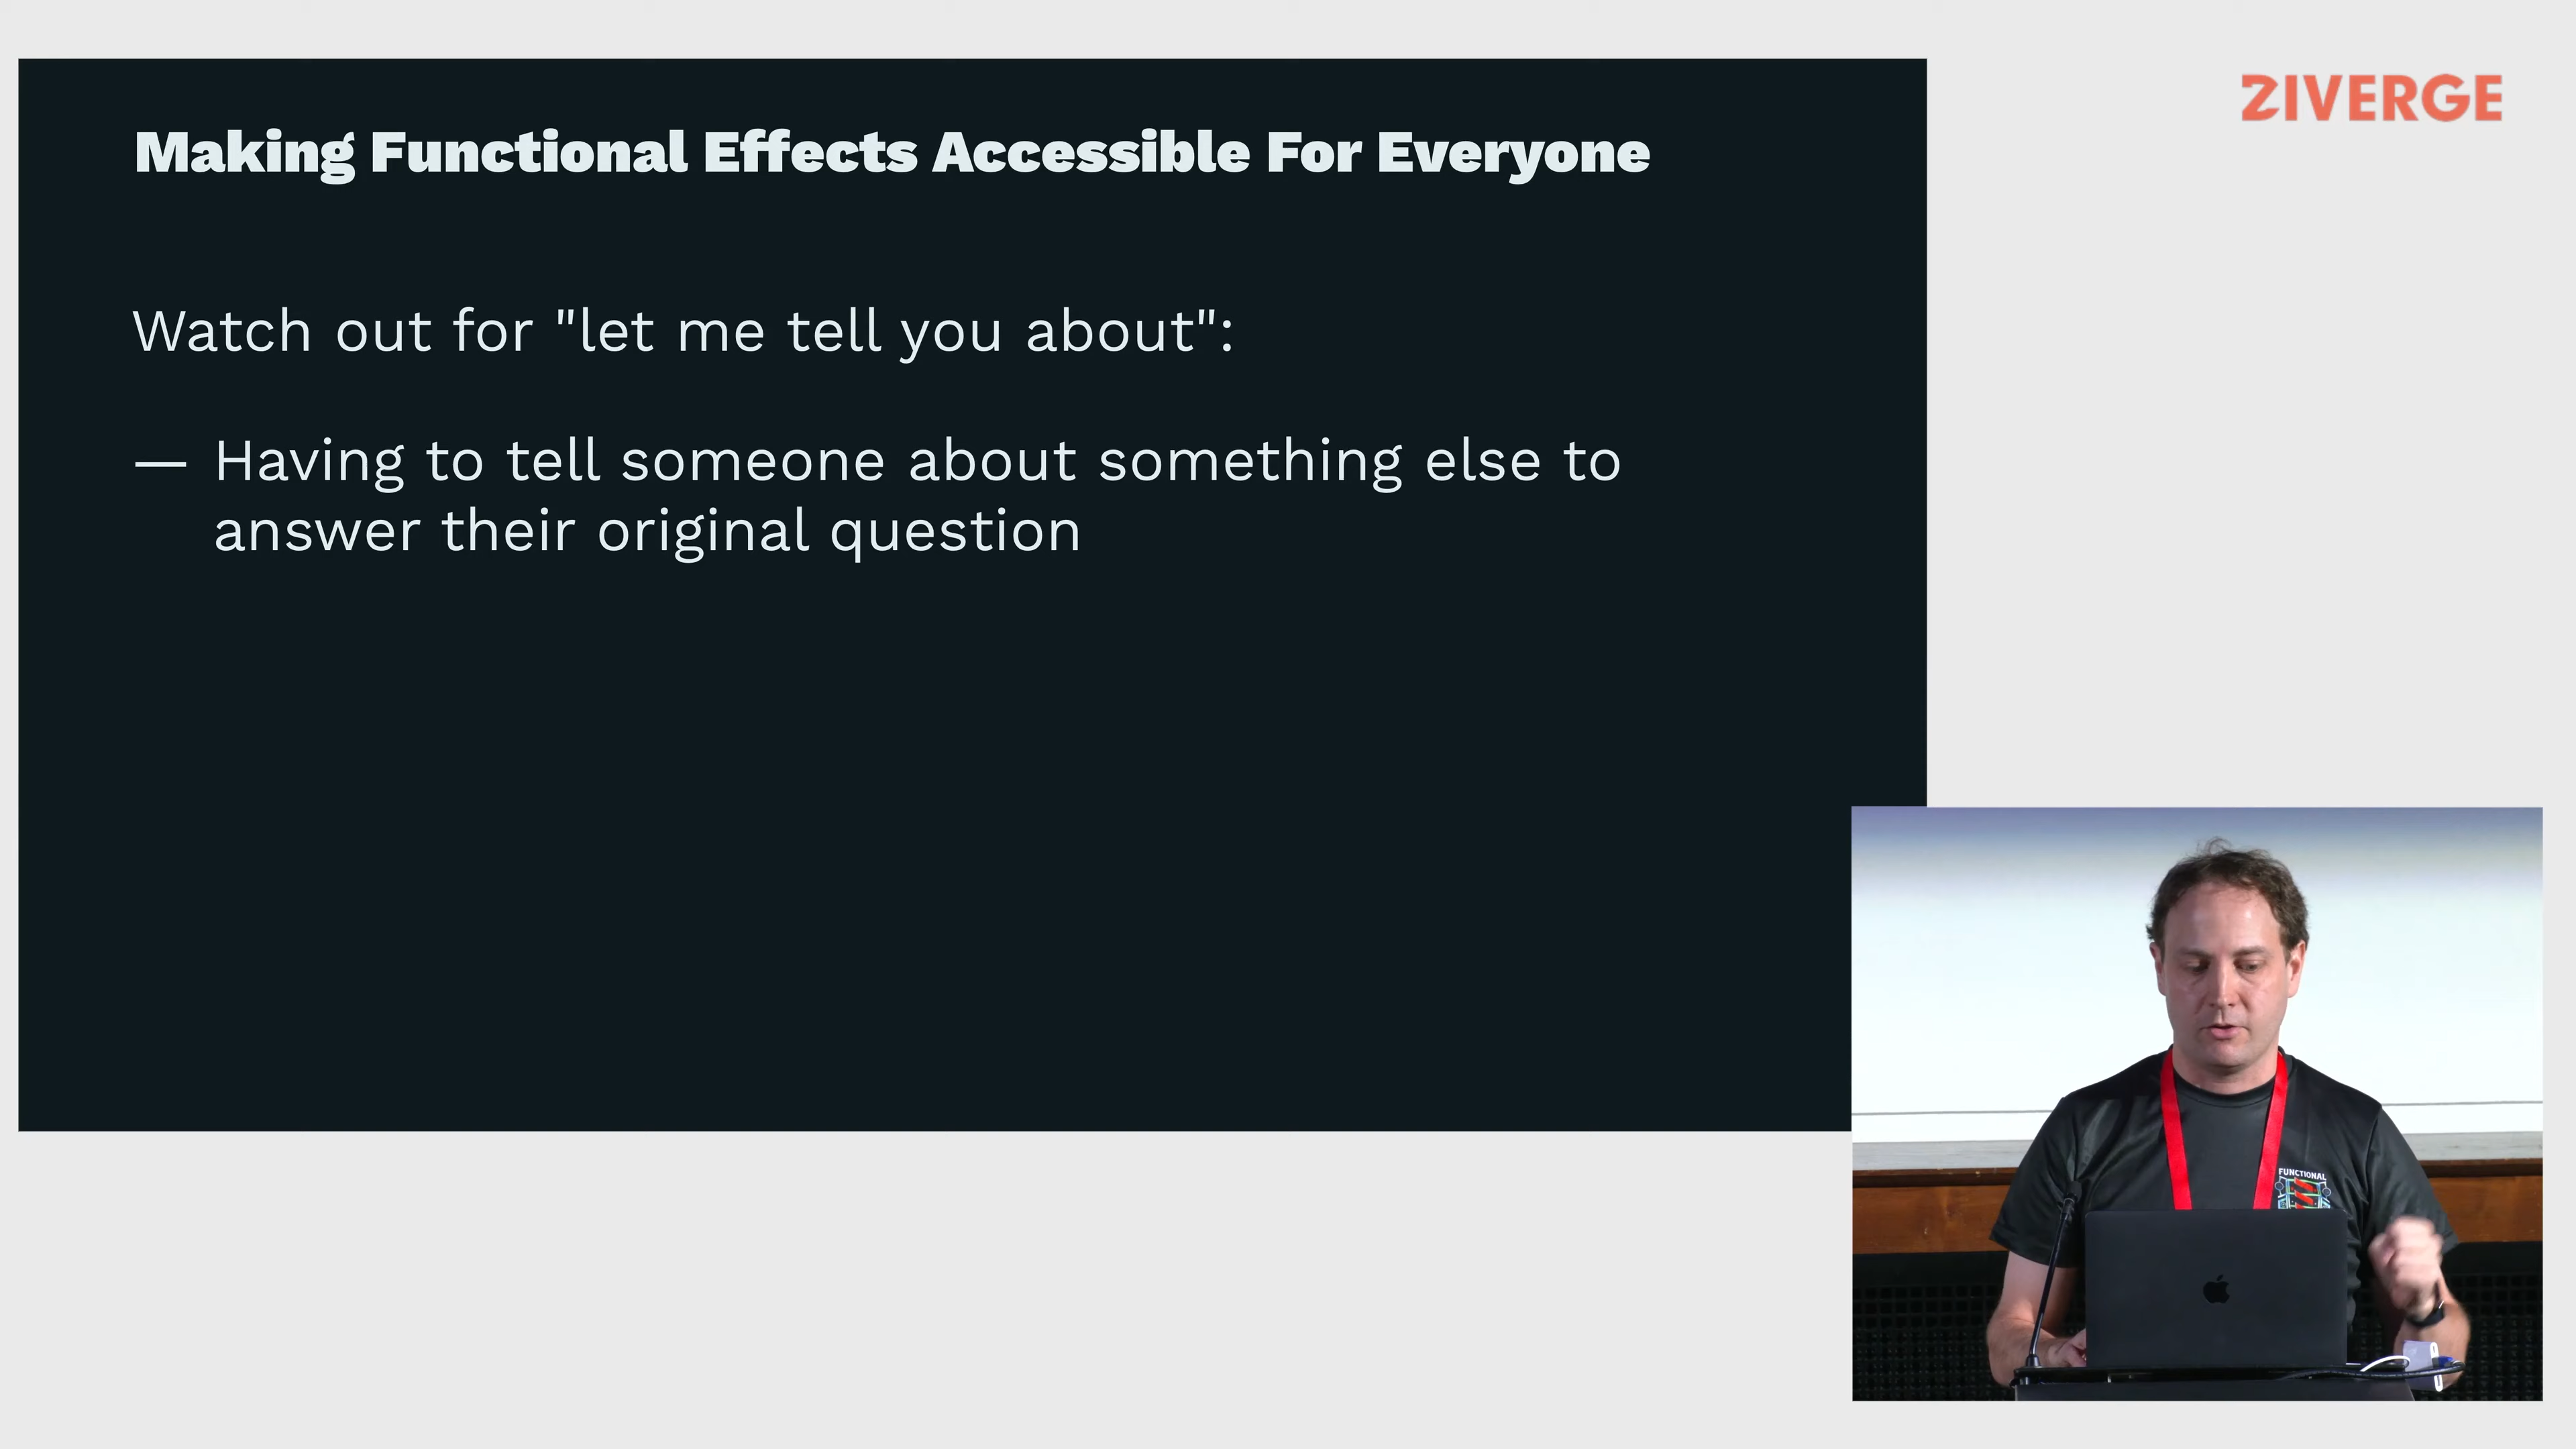 ZIVERGE
Making Functional Effects Accessible For Everyone
Watch out for "let me tell you about":
— Having to tell someone about something else to
answer their original question
FUNCTIONAL